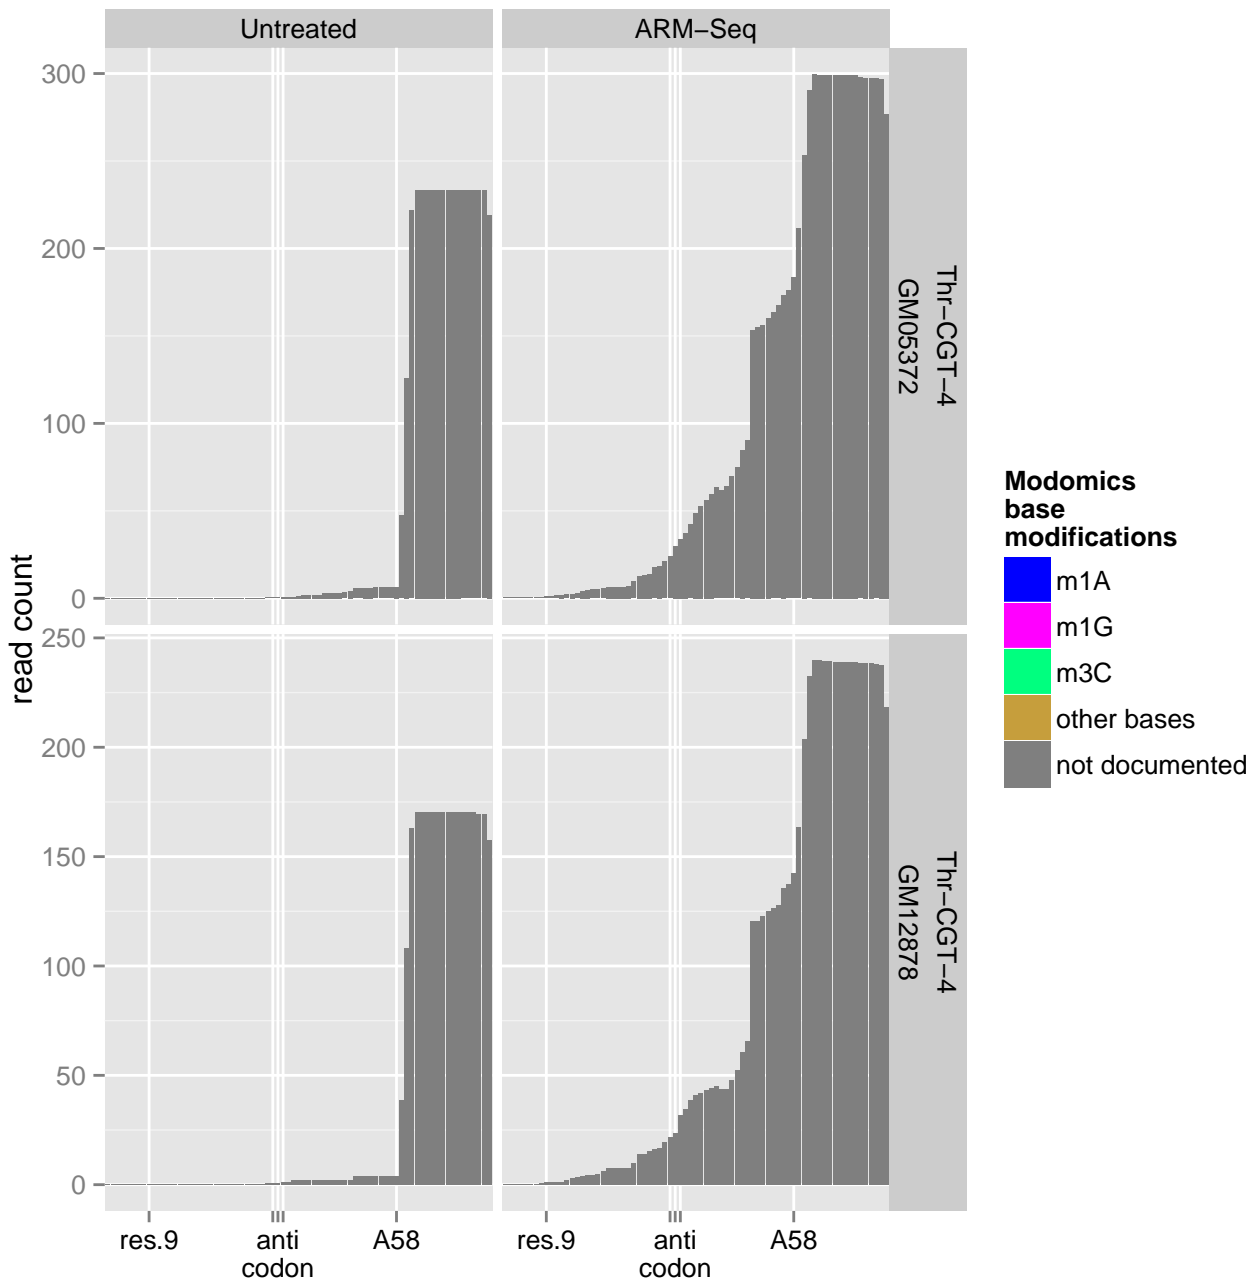 Untreated
ARM−Seq
300
200
100
0
Thr−CGT−4
GM05372
read count
250
200
150
100
50
0
Thr−CGT−4
GM12878
res.9
anti
codon
A58
res.9
anti
codon
A58
Modomics
base
modifications
m1A
m1G
m3C
other bases
not documented